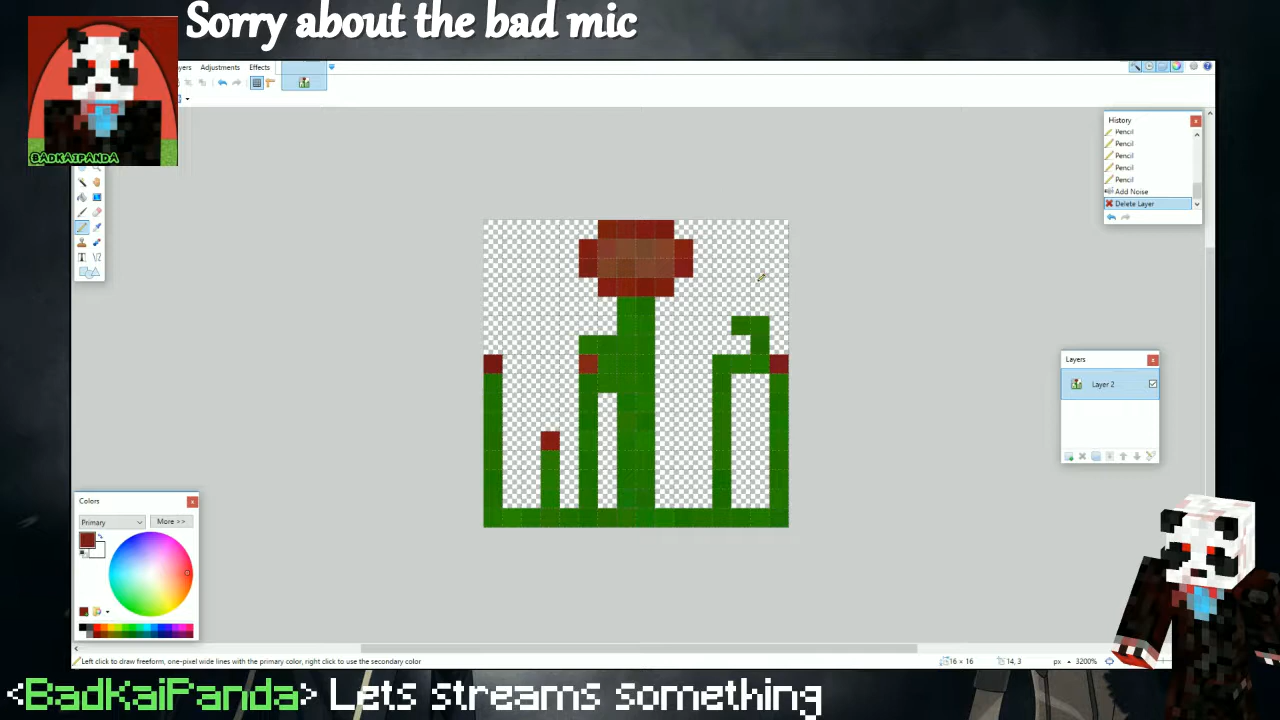 Sorry about the bad mic
BADKAIPANDA
yers Adjustments Effects
History
Pencil
Pencil
Pencil
Pencil
Pencil
Add Noise
Delete Layer
Layers
Layer 2
Colors
Primary
More >>
Left click to draw freeform, one-pixel wide lines with the primary color, right click to use the secondary color
16 × 16
14, 3
px
3200%
<BadKaiPanda> Lets streams something